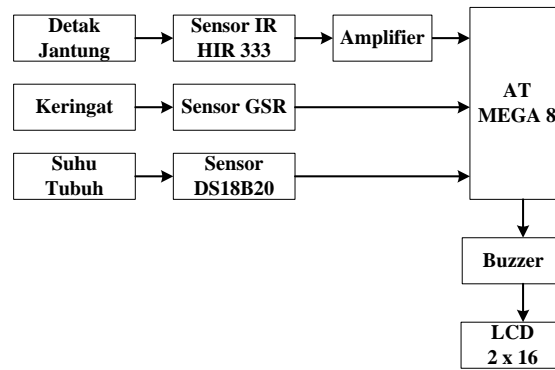 Detak
Jantung
Sensor IR
HIR 333
Amplifier
AT
MEGA 8
Keringat
Sensor GSR
Suhu
Tubuh
Sensor
DS18B20
Buzzer
LCD
2 x 16